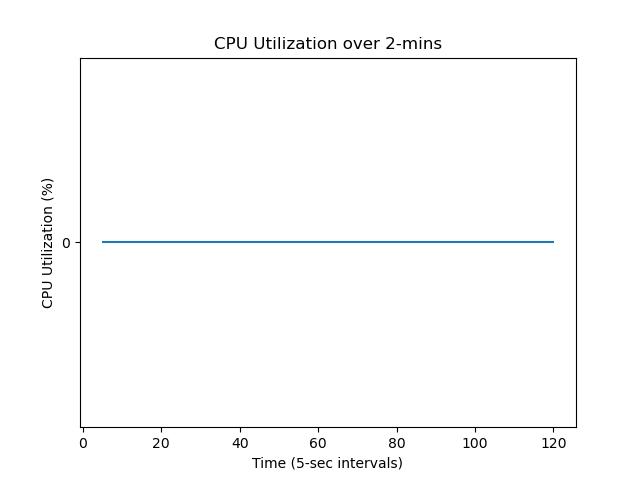 CPU Utilization over 2-mins
CPU Utilization (%)
0
0 20 40 60 80 100 120
Time (5-sec intervals)